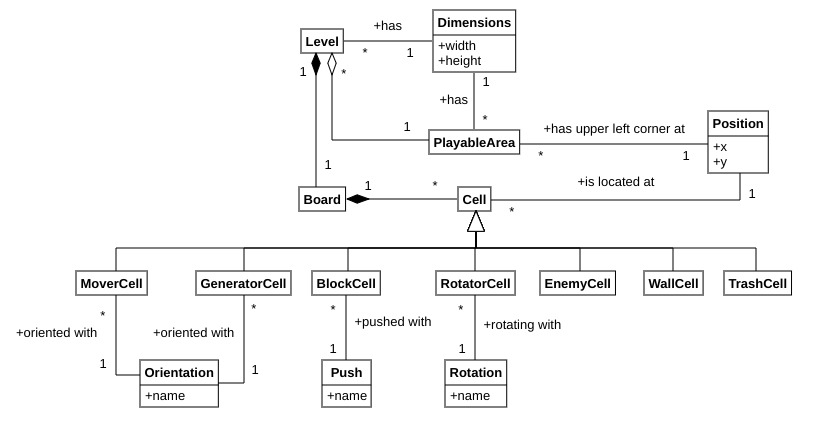 Dimensions
+has
Level
+width
* 1
+height
1 * 1
+has
Position
1 * +has upper left corner at
PlayableArea
+x
* 1
+y
1
+is located at
1 * 1
Board Cell
*
MoverCell GeneratorCell BlockCell RotatorCell EnemyCell WallCell TrashCell
* * * *
+oriented with +oriented with +pushed with +rotating with
1 1 1 1
Orientation Push Rotation
+name +name +name